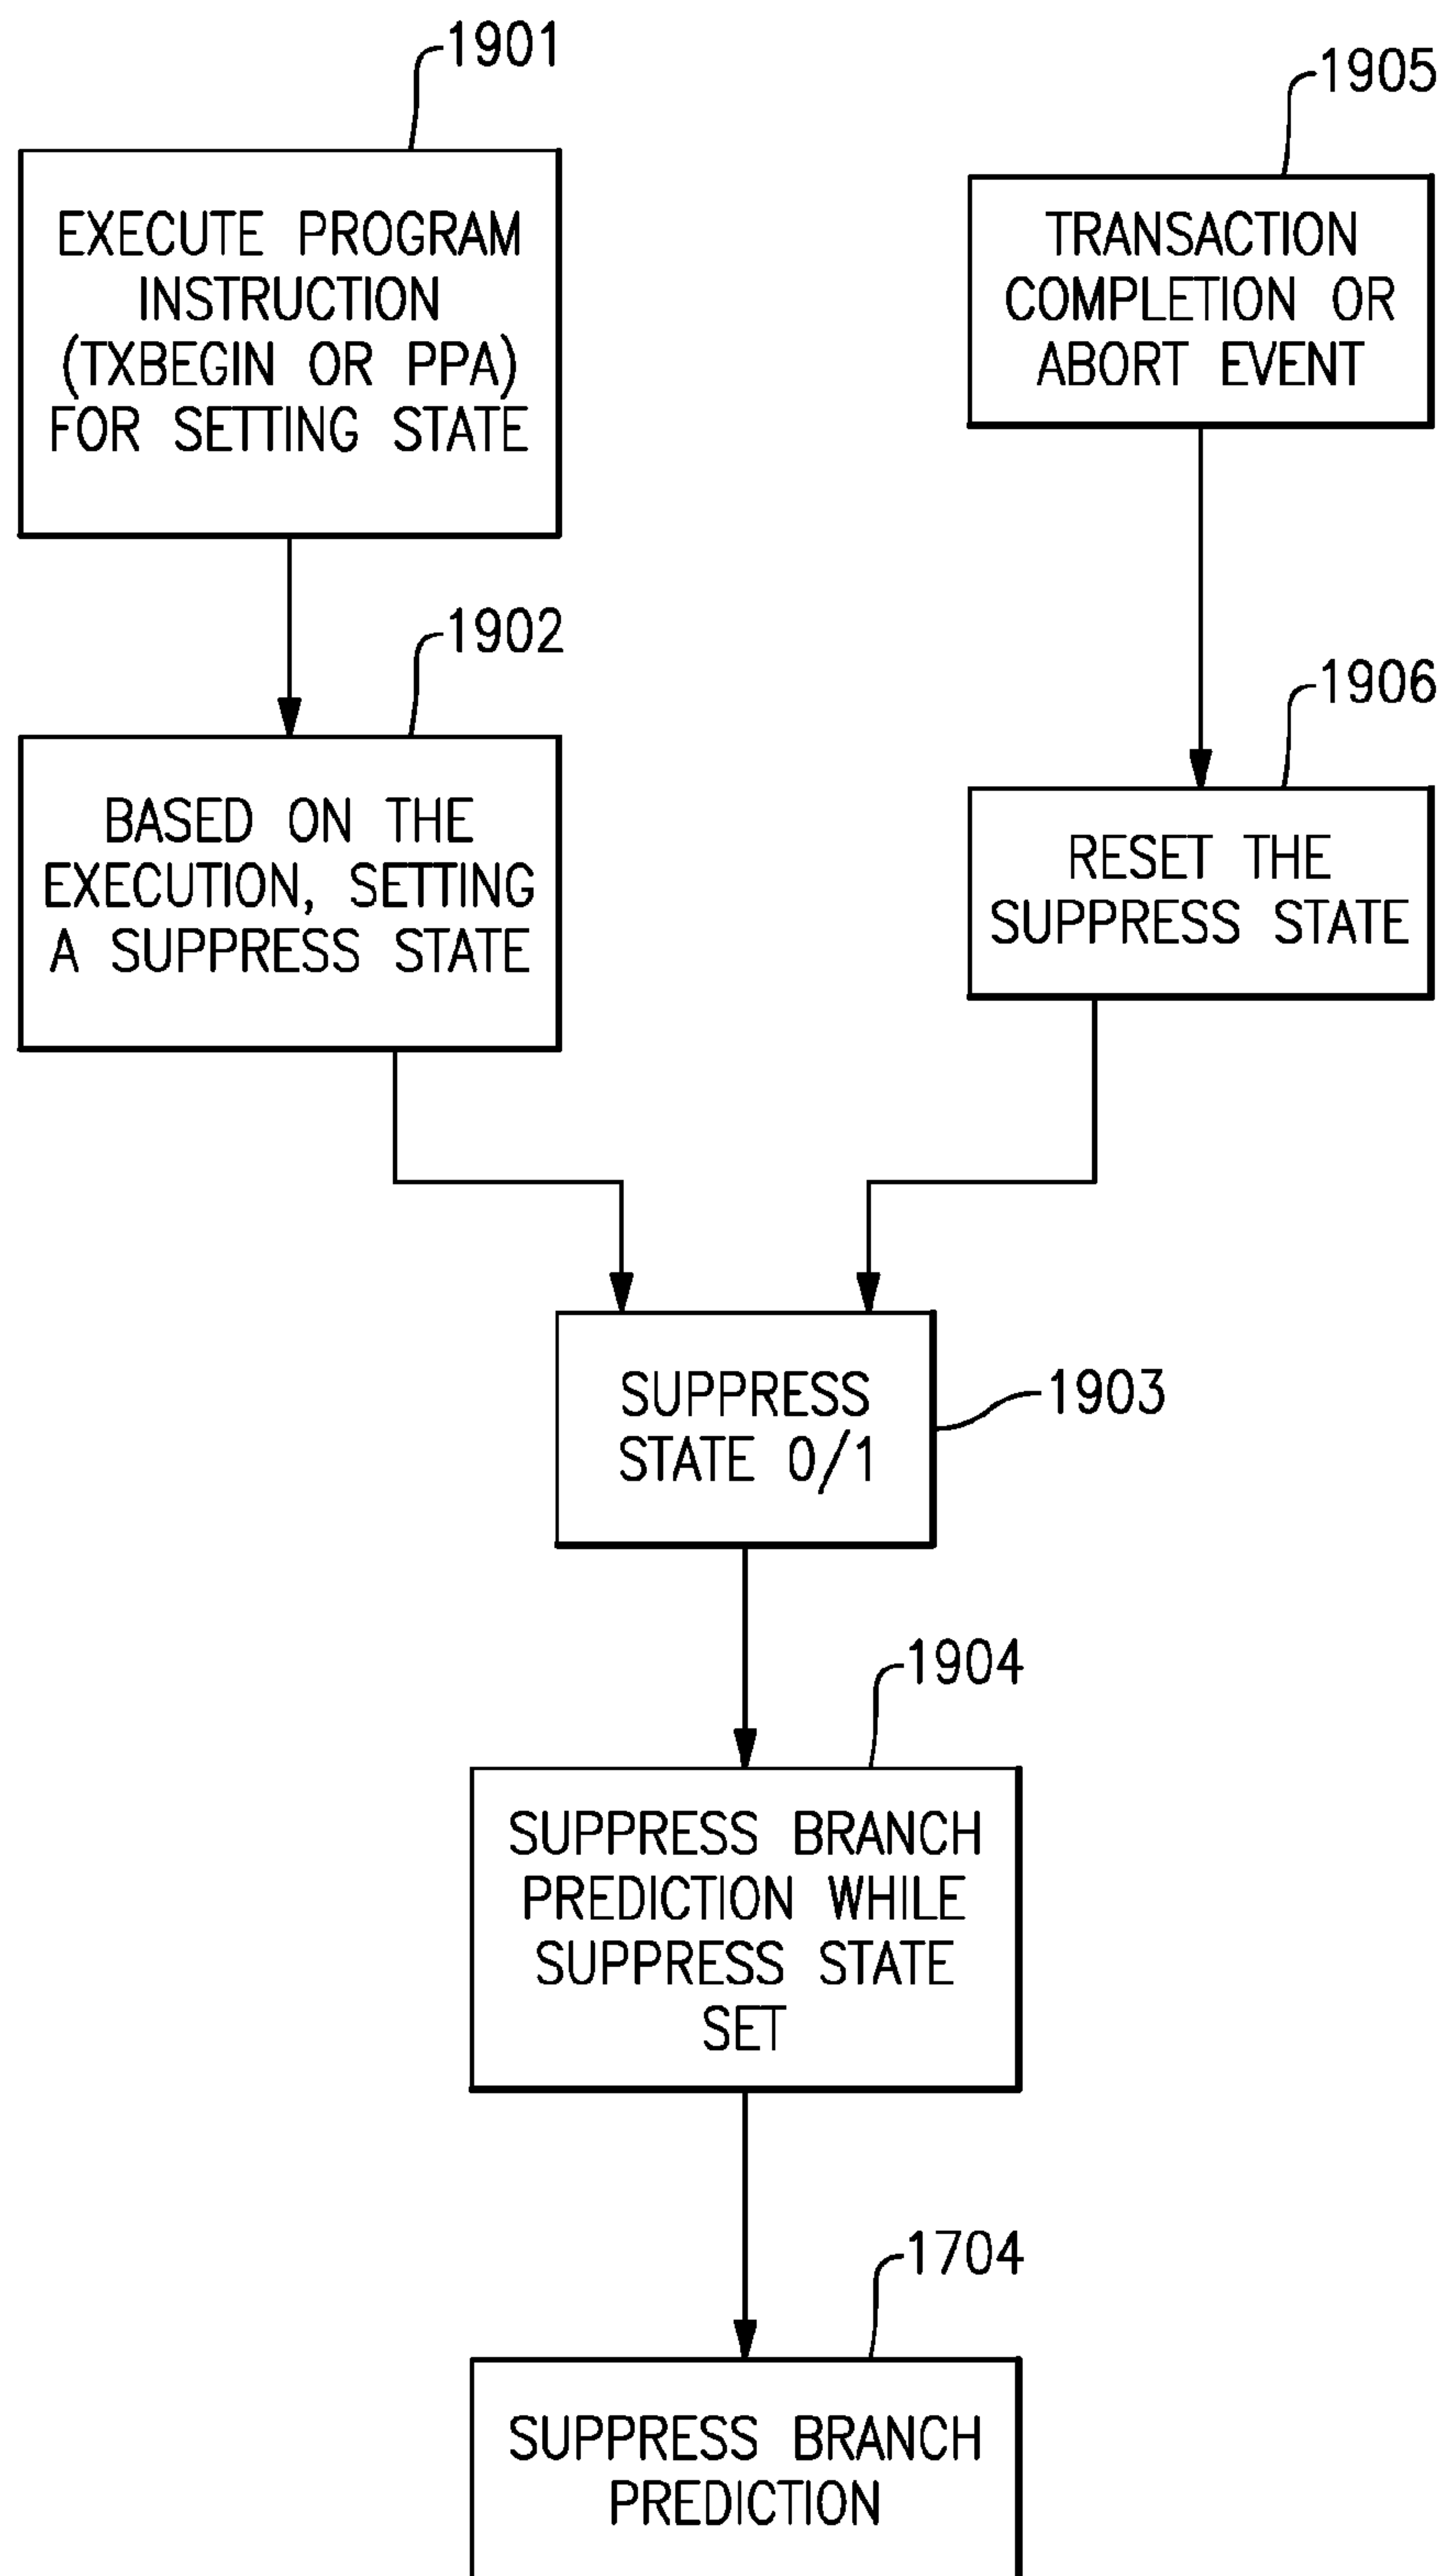 1901
EXECUTE PROGRAM
INSTRUCTION
(TXBEGIN OR PPA)
FOR SETTING STATE
1902
BASED ON THE
EXECUTION, SETTING
A SUPPRESS STATE
1905
TRANSACTION
COMPLETION OR
ABORT EVENT
1906
RESET THE
SUPPRESS STATE
SUPPRESS
STATE 0/1
1903
1904
SUPPRESS BRANCH
PREDICTION WHILE
SUPPRESS STATE
SET
1704
SUPPRESS BRANCH
PREDICTION